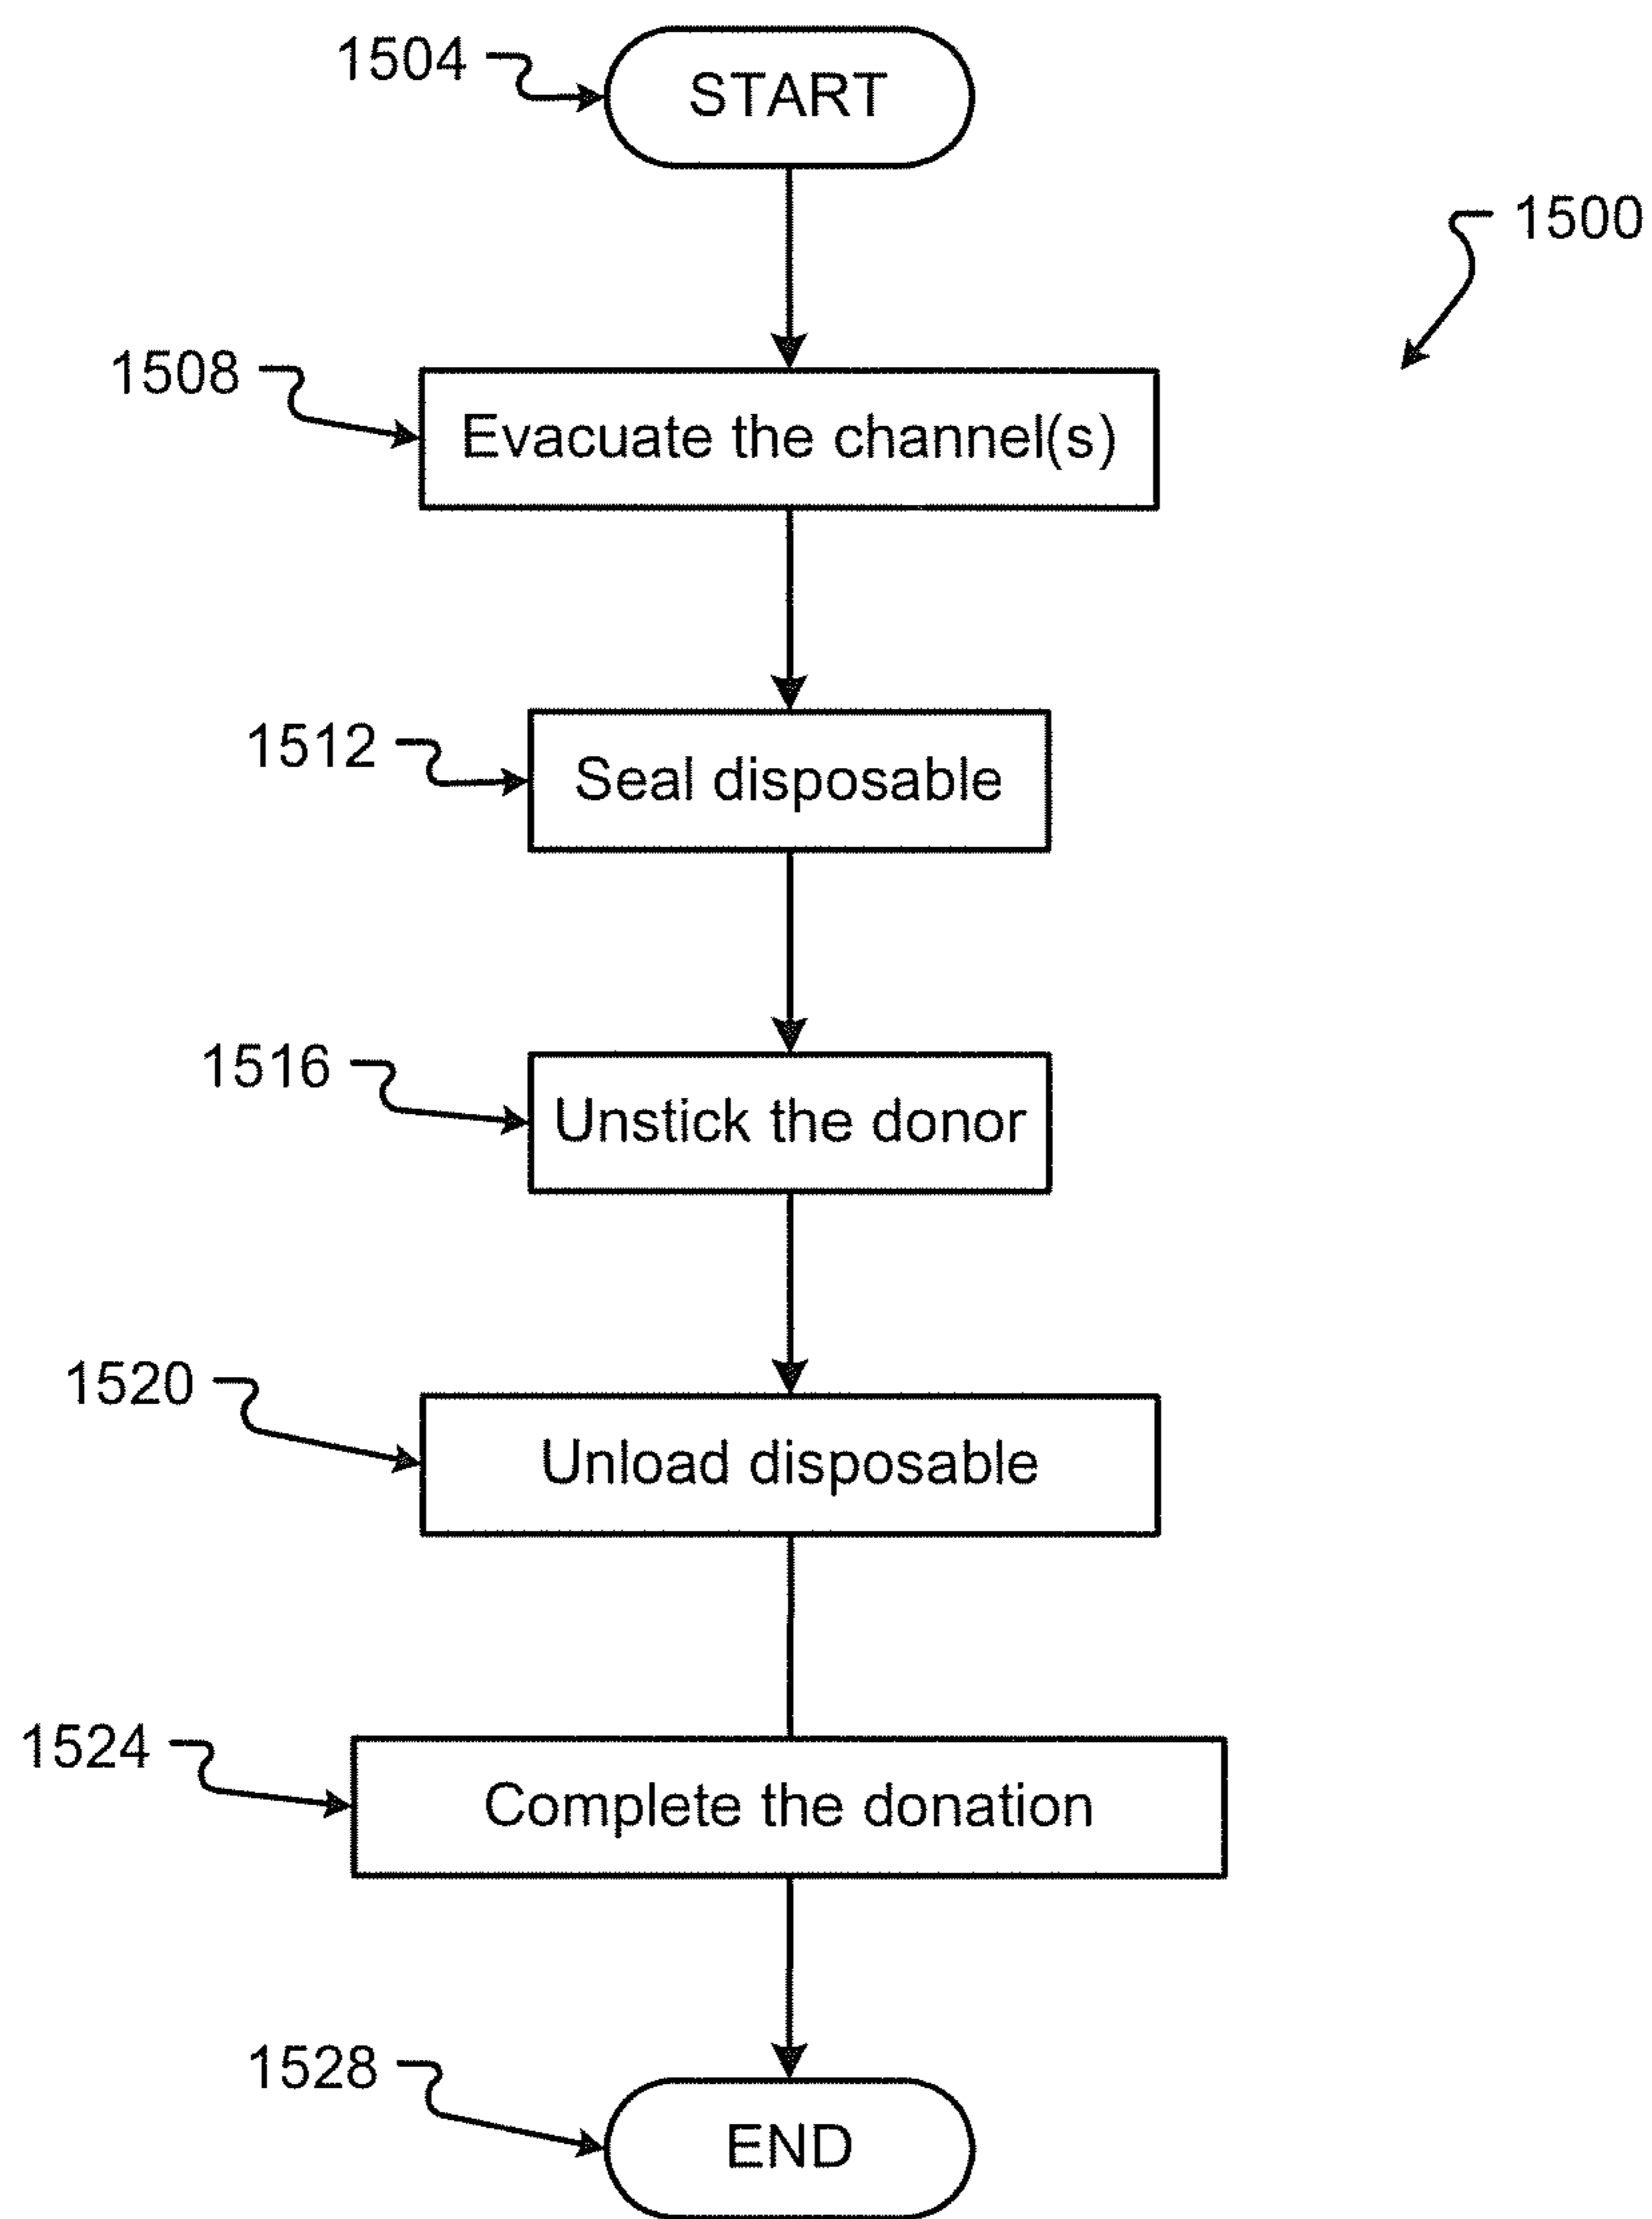 1504
START
1500
1508
Evacuate the channel(s)
1512
Seal disposable
1516
Unstick the donor
1520
Unload disposable
1524
Complete the donation
1528
END